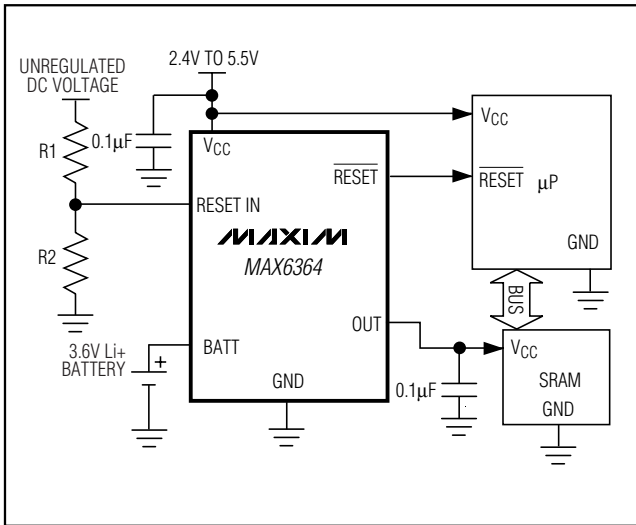 2.4V TO 5.5V
UNREGULATED
DC VOLTAGE
R1
0.1µF
VCC
RESET
RESET IN
MAXIM
MAX6364
R2
OUT
3.6V Li+
BATTERY
+
BATT
GND
VCC
RESET
µP
GND
BUS
0.1µF
VCC
SRAM
GND